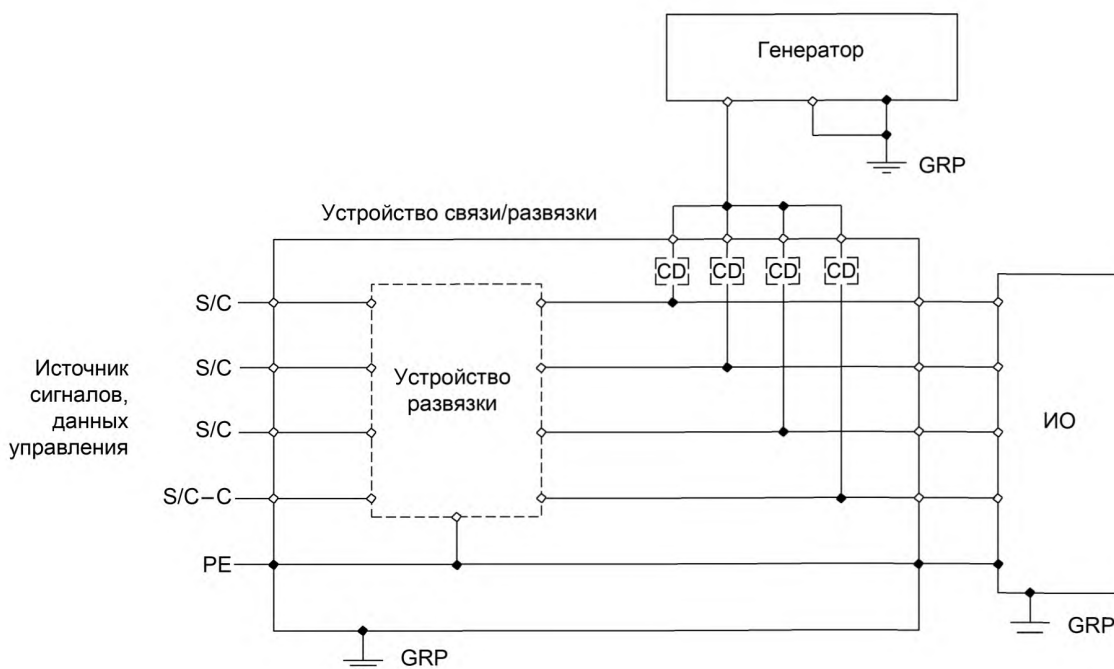 Генератор
GRP
Устройство связи/развязки
CD CD CD CD
S/C
S/C
S/C
S/C–C
PE
Источник
сигналов,
данных
управления
Устройство
развязки
ИО
GRP
GRP